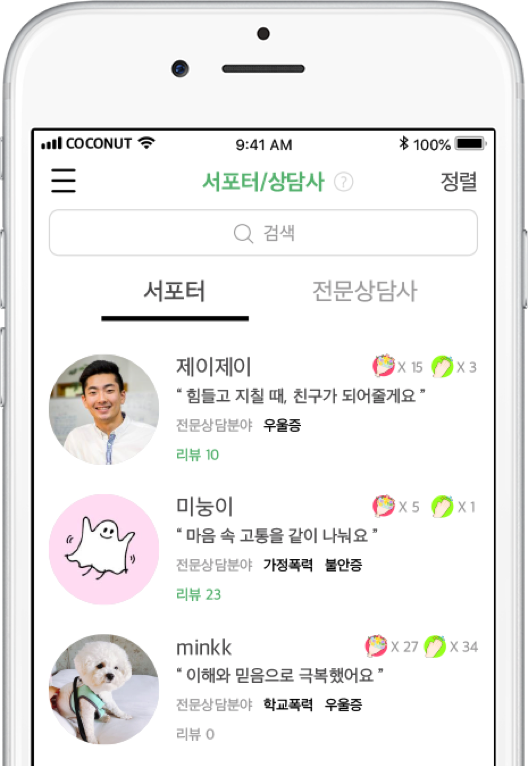 COCONUT 9:41 AM 100%
서포터/상담사 ? 정렬
검색
서포터 전문상담사
제이제이 X 15 X 3
“ 힘들고 지칠 때, 친구가 되어줄게요 ”
전문상담분야 우울증
리뷰 10
미눙이 X 5 X 1
“ 마음 속 고통을 같이 나눠요 ”
전문상담분야 가정폭력 불안증
리뷰 23
minkk X 27 X 34
“ 이해와 믿음으로 극복했어요 ”
전문상담분야 학교폭력 우울증
리뷰 0